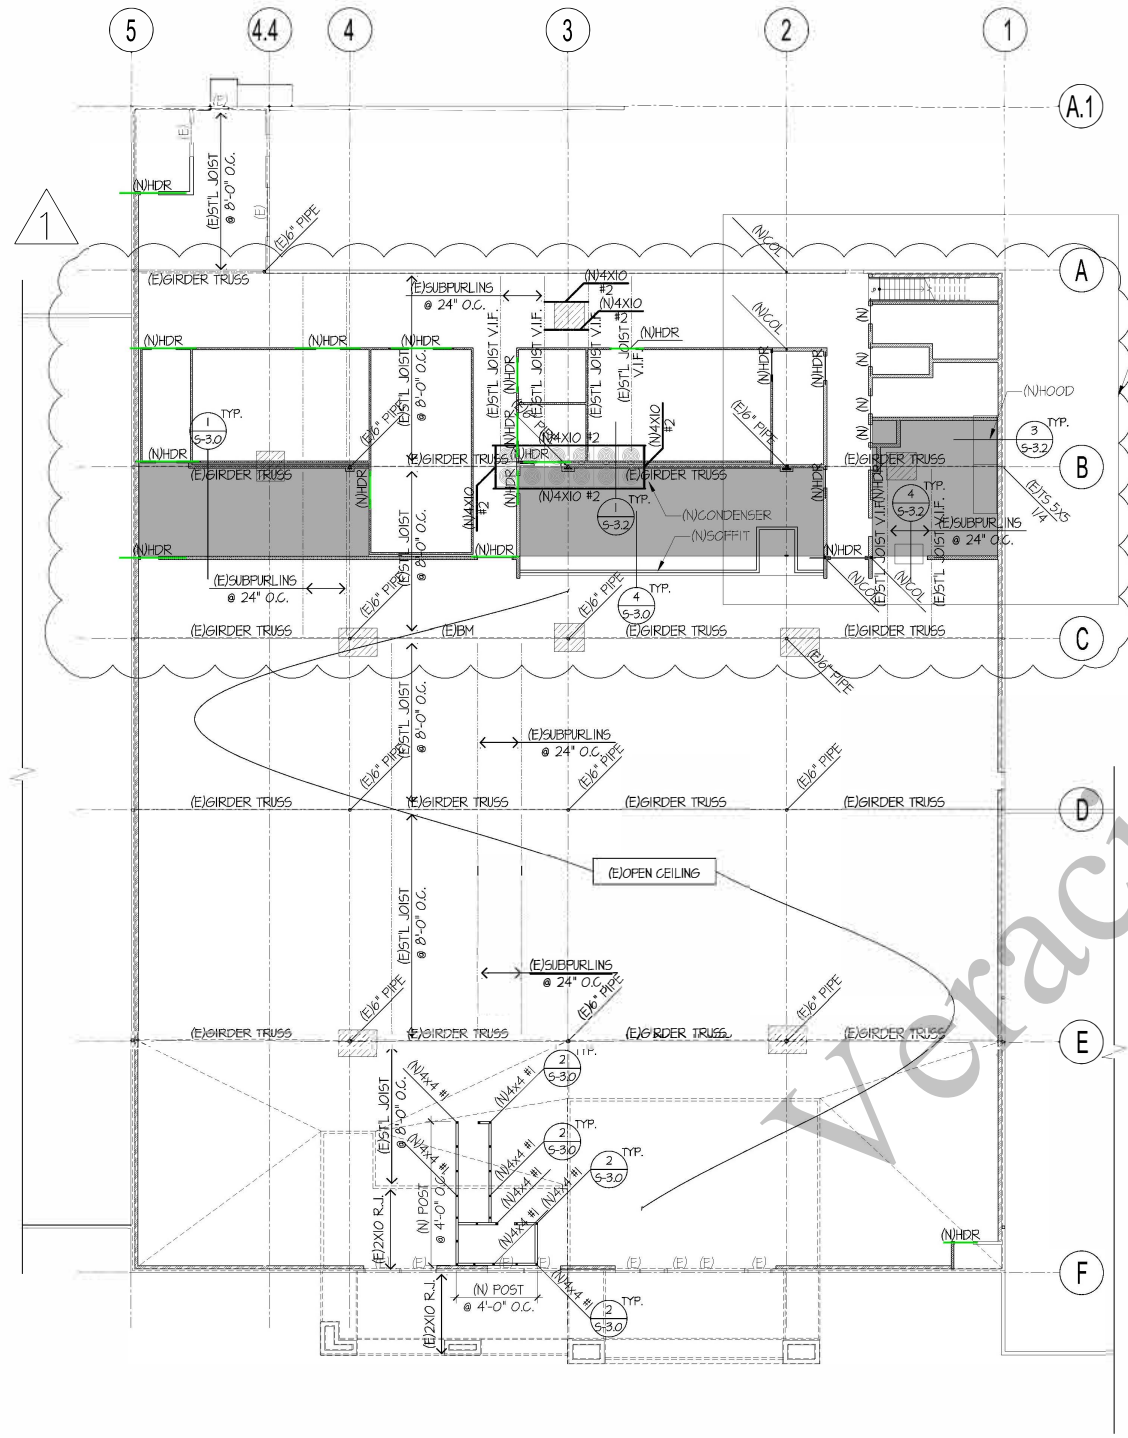 5
4.4
4
3
2
1
A.1
(E)
(E)
(E)ST'L JOIST
@ 8'-0" O.C.
(N)HDR
(E)
(E)6" PIPE
(N)COL
1
A
(E)GIRDER TRUSS
(E)SUBPURLINS
@ 24" O.C.
(N)4X10
#2
(N)4X10
#2
(N)COL
(N)HDR
(N)HDR
(N)HDR
(N)HDR
(E)ST'L JOIST
@ 8'-0" O.C.
(E)ST'L JOIST V.I.F.
(N)HDR
(E)ST'L JOIST V.I.F.
V.I.F.
(E)ST'L JOIST
V.I.F.
(N)HDR
(N)HDR
(N)
(N)
(N)
(N)HOOD
1
S-3.0
TYP.
(E)6" PIPE
(N)HDR
(N)4X10 #2
(N)4X10
#2
(E)6" PIPE
3
S-3.2
TYP.
(N)HDR
(E)GIRDER TRUSS
(E)GIRDER TRUSS
(N)HDR
(E)GIRDER TRUSS
(E)GIRDER TRUSS
B
(N)HDR
(N)4X10
#2
(N)HDR
(N)4X10 #2
1
S-3.2
TYP.
(N)CONDENSER
(N)SOFFIT
(N)
(N)HDR
4
S-3.2
TYP.
(E)TS 5X5
1/4
(E)SUBPURLINS
@ 24" O.C.
(N)HDR
(E)ST'L JOIST
@ 8'-0" O.C.
(N)HDR
(N)HDR
(E)ST'L JOIST V.I.F.
(E)ST'L JOIST V.I.F.
(E)SUBPURLINS
@ 24" O.C.
(E)6" PIPE
(E)6" PIPE
4
S-3.0
TYP.
(N)COL
(N)COL
(E)GIRDER TRUSS
(E)BM
(E)GIRDER TRUSS
(E)GIRDER TRUSS
C
(E)6" PIPE
(E)ST'L JOIST
@ 8'-0" O.C.
(E)SUBPURLINS
@ 24" O.C.
(E)6" PIPE
(E)6" PIPE
(E)6" PIPE
(E)GIRDER TRUSS
(E)GIRDER TRUSS
(E)GIRDER TRUSS
(E)GIRDER TRUSS
D
(E)OPEN CEILING
(E)ST'L JOIST
@ 8'-0" O.C.
(E)SUBPURLINS
@ 24" O.C.
(E)6" PIPE
(E)6" PIPE
(E)6" PIPE
(E)GIRDER TRUSS
(E)GIRDER TRUSS
(E)GIRDER TRUSS
(E)GIRDER TRUSS
E
2
S-3.0
TYP.
(N)4x4 #1
(N)4x4 #1
(E)ST'L JOIST
@ 8'-0" O.C.
2
S-3.0
TYP.
(N)4x4 #1
(N)4x4 #1
2
S-3.0
TYP.
(N)4x4 #1
(N)4x4 #1
(N)4x4 #1
(N) POST
@ 4'-0" O.C.
(E)2X10 R.J.
(N)HDR
(E)
(E)
(E)
(E)
(E)
(E)
(E)
(E)
F
(N) POST
@ 4'-0" O.C.
(N)4x4 #1
(E)2X10 R.J.
2
S-3.0
TYP.